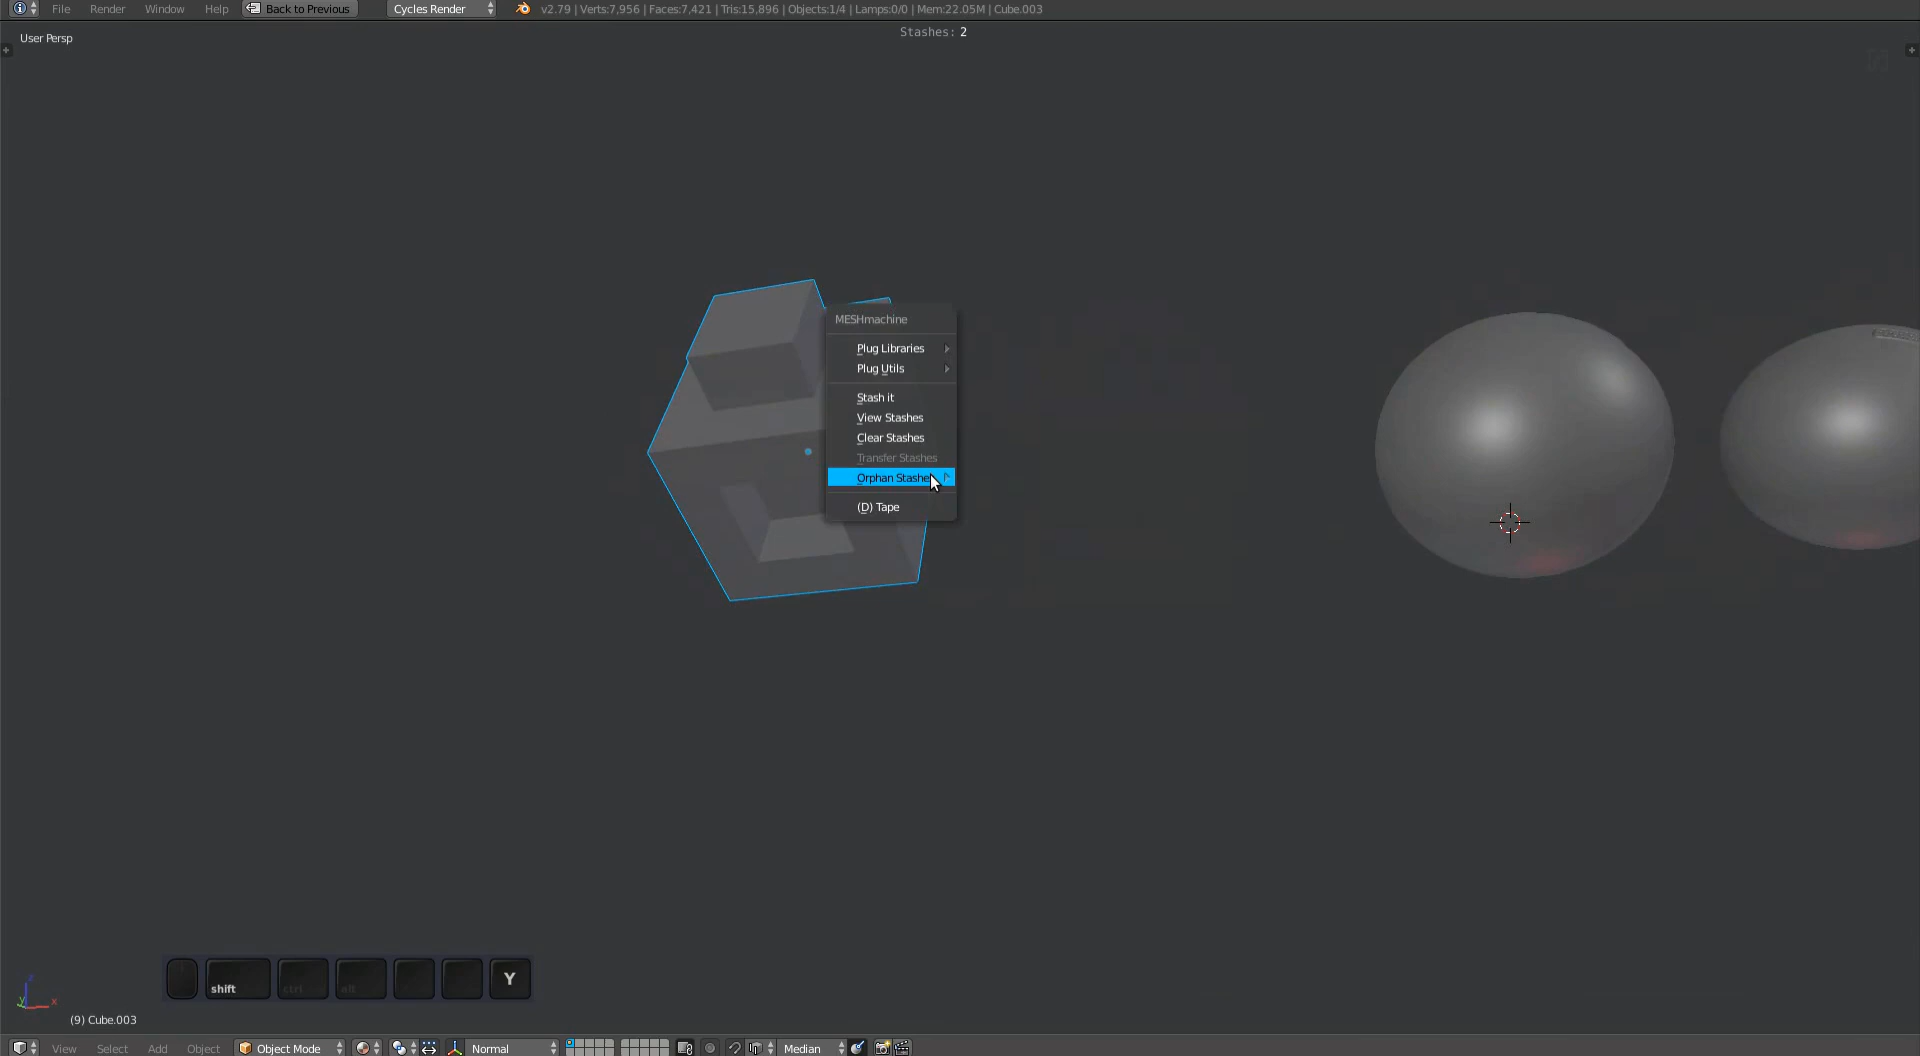 File Render Window Help Back to Previous Cycles Render v2.79 | Verts:7,956 | Faces:7,421 | Tris:15,896 | Objects:1/4 | Lamps:0/0 | Mem:22.05M | Cube.003
Stashes: 2
User Persp
MESHmachine
Plug Libraries
Plug Utils
Stash it
View Stashes
Clear Stashes
Transfer Stashes
Orphan Stashe
(D) Tape
shift ctrl alt Y
z
y x
(9) Cube.003
View Select Add Object Object Mode Normal Median